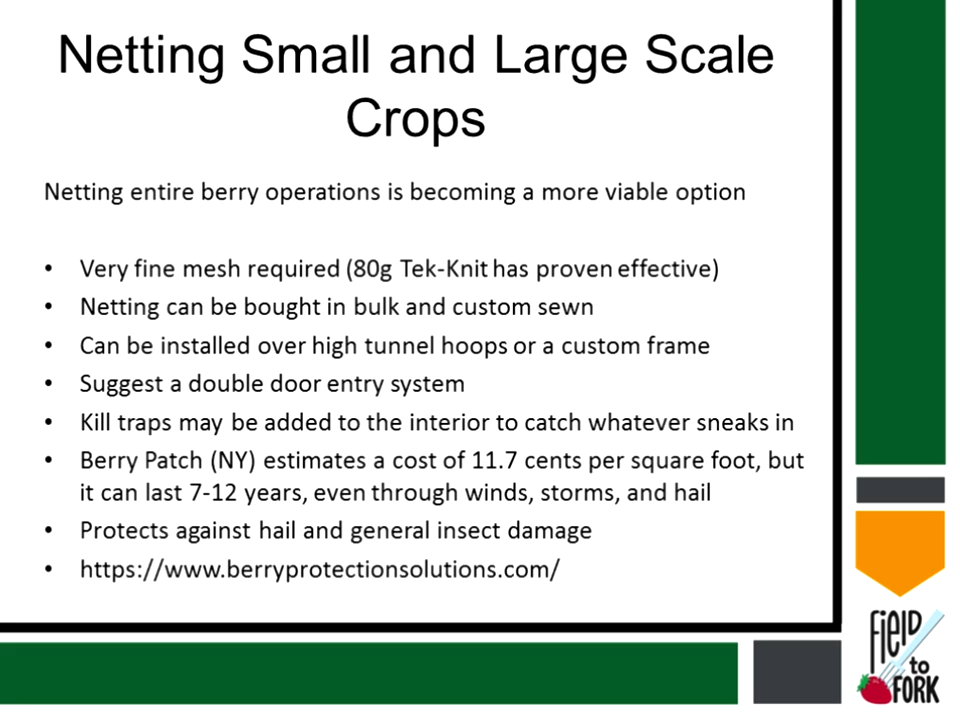 Netting Small and Large Scale
Crops
Netting entire berry operations is becoming a more viable option
• Very fine mesh required (80g Tek-Knit has proven effective)
• Netting can be bought in bulk and custom sewn
• Can be installed over high tunnel hoops or a custom frame
• Suggest a double door entry system
• Kill traps may be added to the interior to catch whatever sneaks in
• Berry Patch (NY) estimates a cost of 11.7 cents per square foot, but
it can last 7-12 years, even through winds, storms, and hail
• Protects against hail and general insect damage
• https://www.berryprotectionsolutions.com/
FIELD
to
FORK